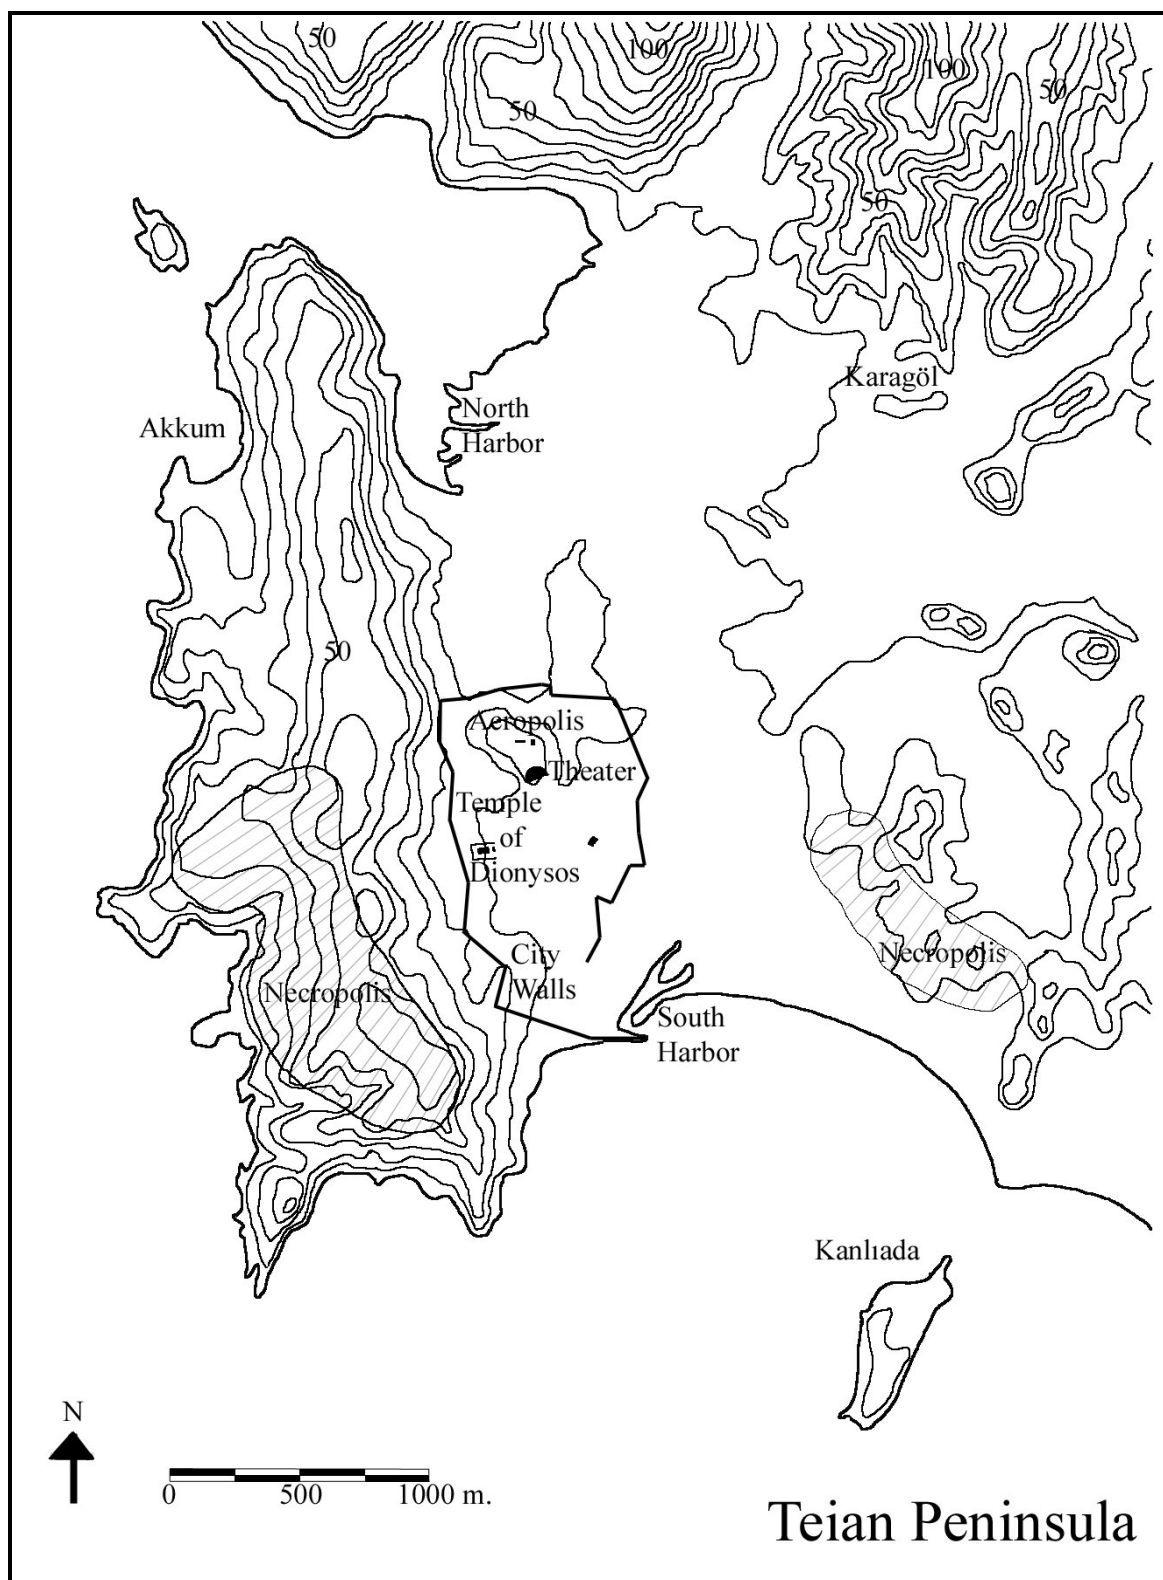 50
100
100
50
50
50
Karagöl
North
Harbor
Akkum
50
Acropolis
Theater
Temple
of
Dionysos
City
Walls
Necropolis
Necropolis
South
Harbor
Kanlıada
N
0 500 1000 m.
Teian Peninsula